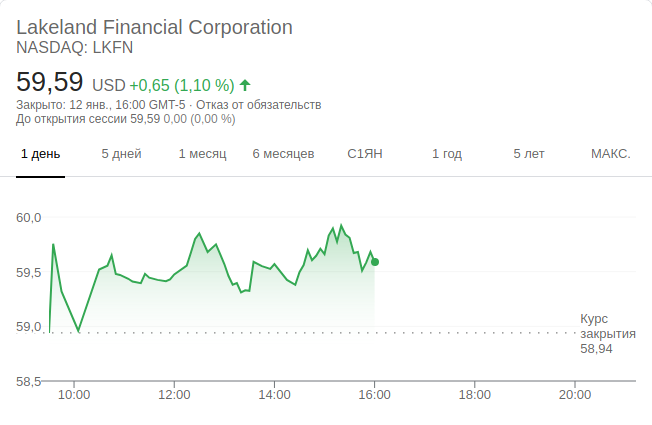 Lakeland Financial Corporation
NASDAQ: LKFN
59,59 USD +0,65 (1,10 %)
Закрыто: 12 янв., 16:00 GMT-5 · Отказ от обязательств
До открытия сессии 59,59 0,00 (0,00 %)
1 день 5 дней 1 месяц 6 месяцев С1ЯН 1 год 5 лет МАКС.
60,0
59,5
59,0
Курс
закрытия
58,94
58,5
10:00 12:00 14:00 16:00 18:00 20:00